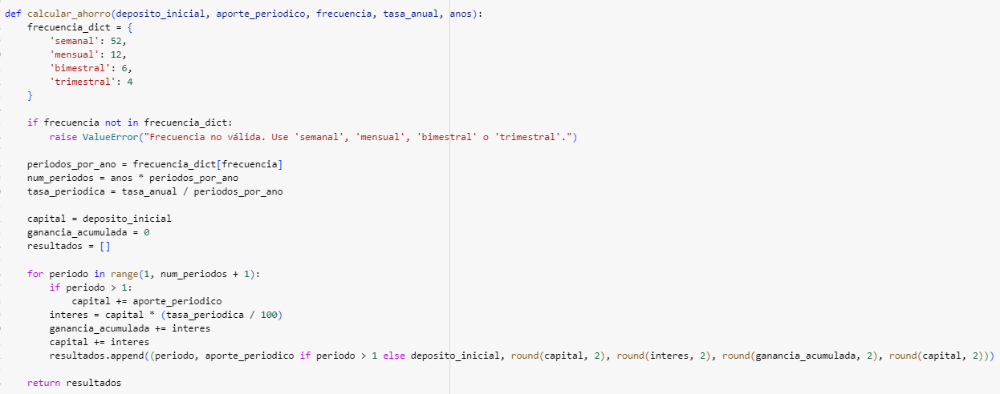 def calcular_ahorro(deposito_inicial, aporte_periodico, frecuencia, tasa_anual, anos):
    frecuencia_dict = {
        'semanal': 52,
        'mensual': 12,
        'bimestral': 6,
        'trimestral': 4
    }
    if frecuencia not in frecuencia_dict:
        raise ValueError("Frecuencia no válida. Use 'semanal', 'mensual', 'bimestral' o 'trimestral'.")
    periodos_por_ano = frecuencia_dict[frecuencia]
    num_periodos = anos * periodos_por_ano
    tasa_periodica = tasa_anual / periodos_por_ano
    capital = deposito_inicial
    ganancia_acumulada = 0
    resultados = []
    for periodo in range(1, num_periodos + 1):
        if periodo > 1:
            capital += aporte_periodico
        interes = capital * (tasa_periodica / 100)
        ganancia_acumulada += interes
        capital += interes
        resultados.append((periodo, aporte_periodico if periodo > 1 else deposito_inicial, round(capital, 2), round(interes, 2), round(ganancia_acumulada, 2), round(capital, 2)))
    return resultados